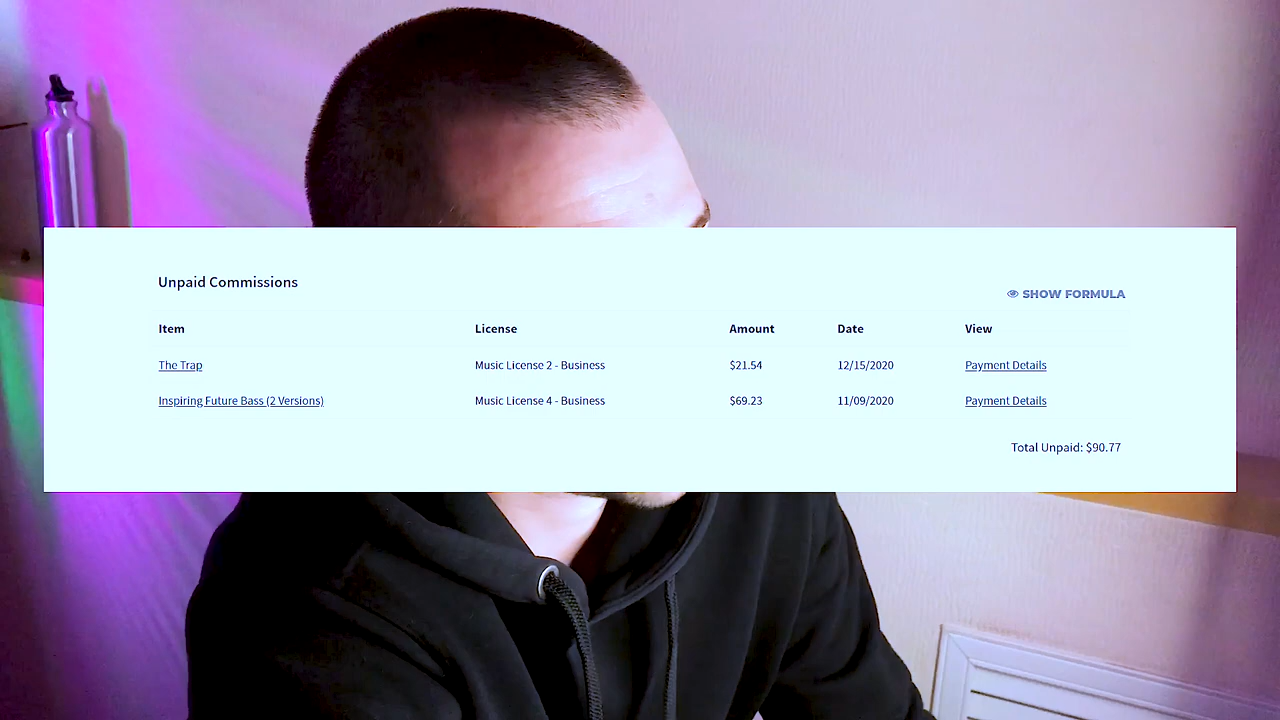 Unpaid Commissions
SHOW FORMULA
Item License Amount Date View
The Trap Music License 2 - Business $21.54 12/15/2020 Payment Details
Inspiring Future Bass (2 Versions) Music License 4 - Business $69.23 11/09/2020 Payment Details
Total Unpaid: $90.77